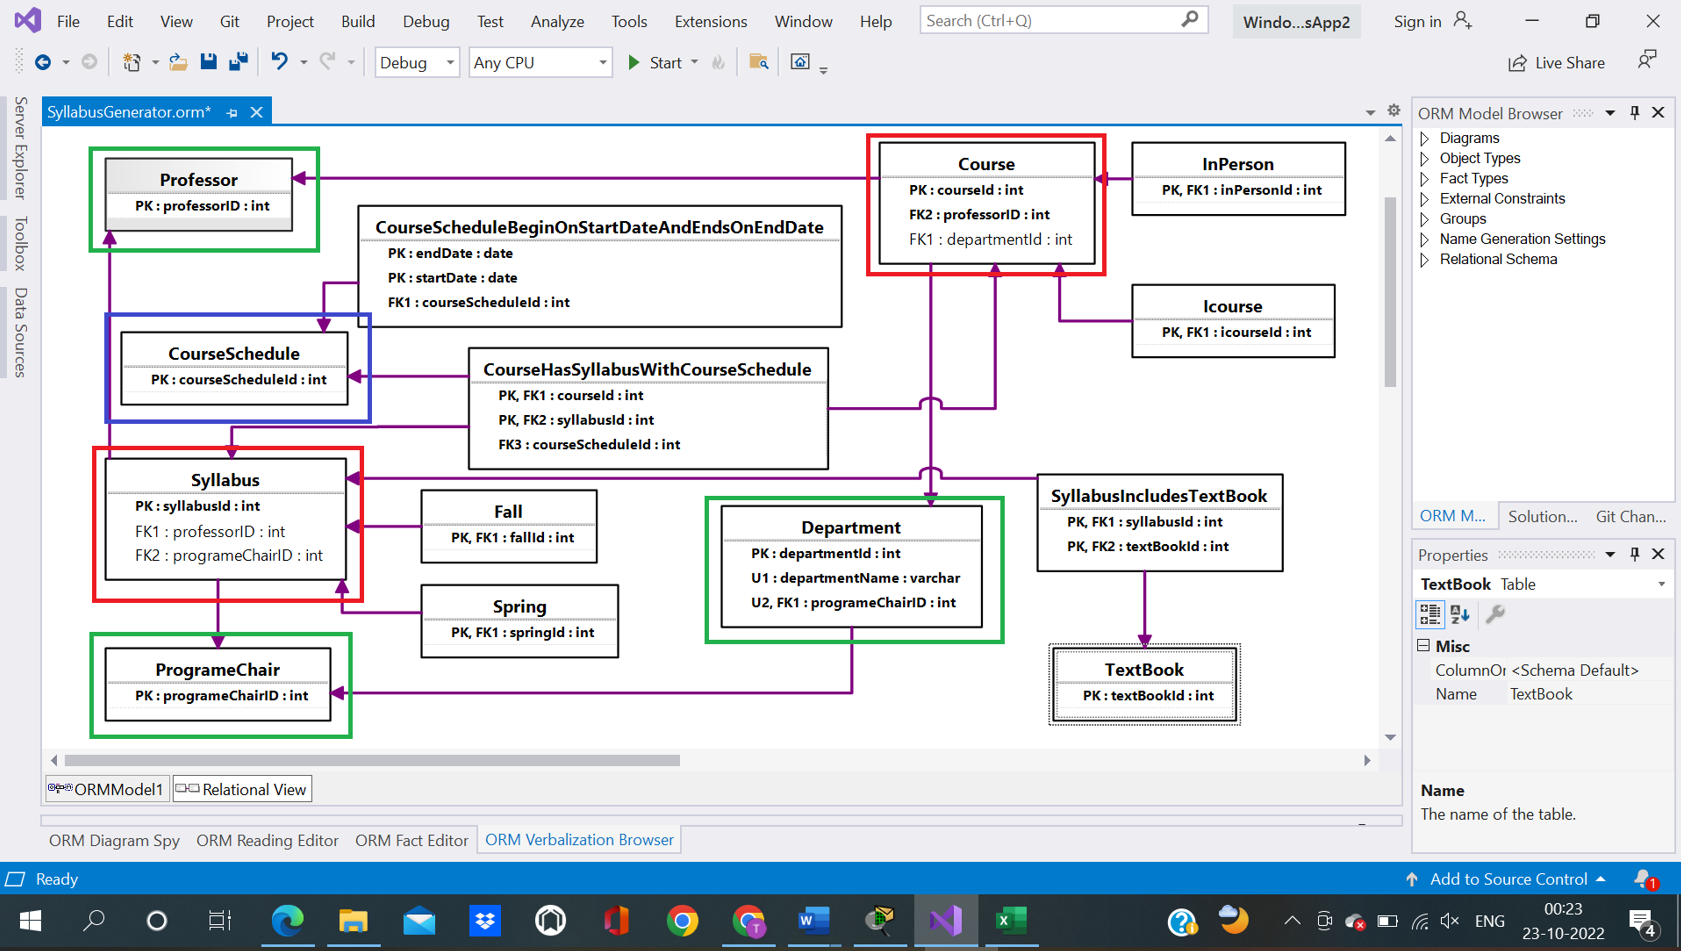 File Edit View Git Project Build Debug Test Analyze Tools Extensions Window Help Search (Ctrl+Q) Windo...sApp2 Sign in
Debug Any CPU Start Live Share
Server Explorer
Toolbox
Data Sources
SyllabusGenerator.orm*
Professor
PK : professorID : int
CourseScheduleBeginOnStartDateAndEndsOnEndDate
PK : endDate : date
PK : startDate : date
FK1 : courseScheduleId : int
Course
PK : courseId : int
FK2 : professorID : int
FK1 : departmentId : int
InPerson
PK, FK1 : inPersonId : int
Icourse
PK, FK1 : icourseId : int
CourseSchedule
PK : courseScheduleId : int
CourseHasSyllabusWithCourseSchedule
PK, FK1 : courseId : int
PK, FK2 : syllabusId : int
FK3 : courseScheduleId : int
Syllabus
PK : syllabusId : int
FK1 : professorID : int
FK2 : programeChairID : int
Fall
PK, FK1 : fallId : int
Spring
PK, FK1 : springId : int
Department
PK : departmentId : int
U1 : departmentName : varchar
U2, FK1 : programeChairID : int
SyllabusIncludesTextBook
PK, FK1 : syllabusId : int
PK, FK2 : textBookId : int
ProgrameChair
PK : programeChairID : int
TextBook
PK : textBookId : int
ORMModel1 Relational View
ORM Diagram Spy ORM Reading Editor ORM Fact Editor ORM Verbalization Browser
ORM Model Browser
Diagrams
Object Types
Fact Types
External Constraints
Groups
Name Generation Settings
Relational Schema
ORM M... Solution... Git Chan...
Properties
TextBook Table
Misc
ColumnOr <Schema Default>
Name TextBook
Name
The name of the table.
Ready Add to Source Control 1
ENG 00:23
23-10-2022 4